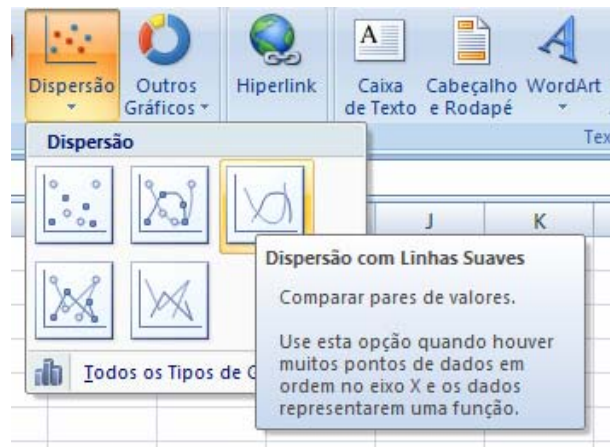 Dispersão
Outros
Gráficos
Hiperlink
A
Caixa
de Texto
Cabeçalho
e Rodapé
A
WordArt
Dispersão
J
K
Dispersão com Linhas Suaves
Comparar pares de valores.
Use esta opção quando houver
muitos pontos de dados em
ordem no eixo X e os dados
representarem uma função.
Todos os Tipos de